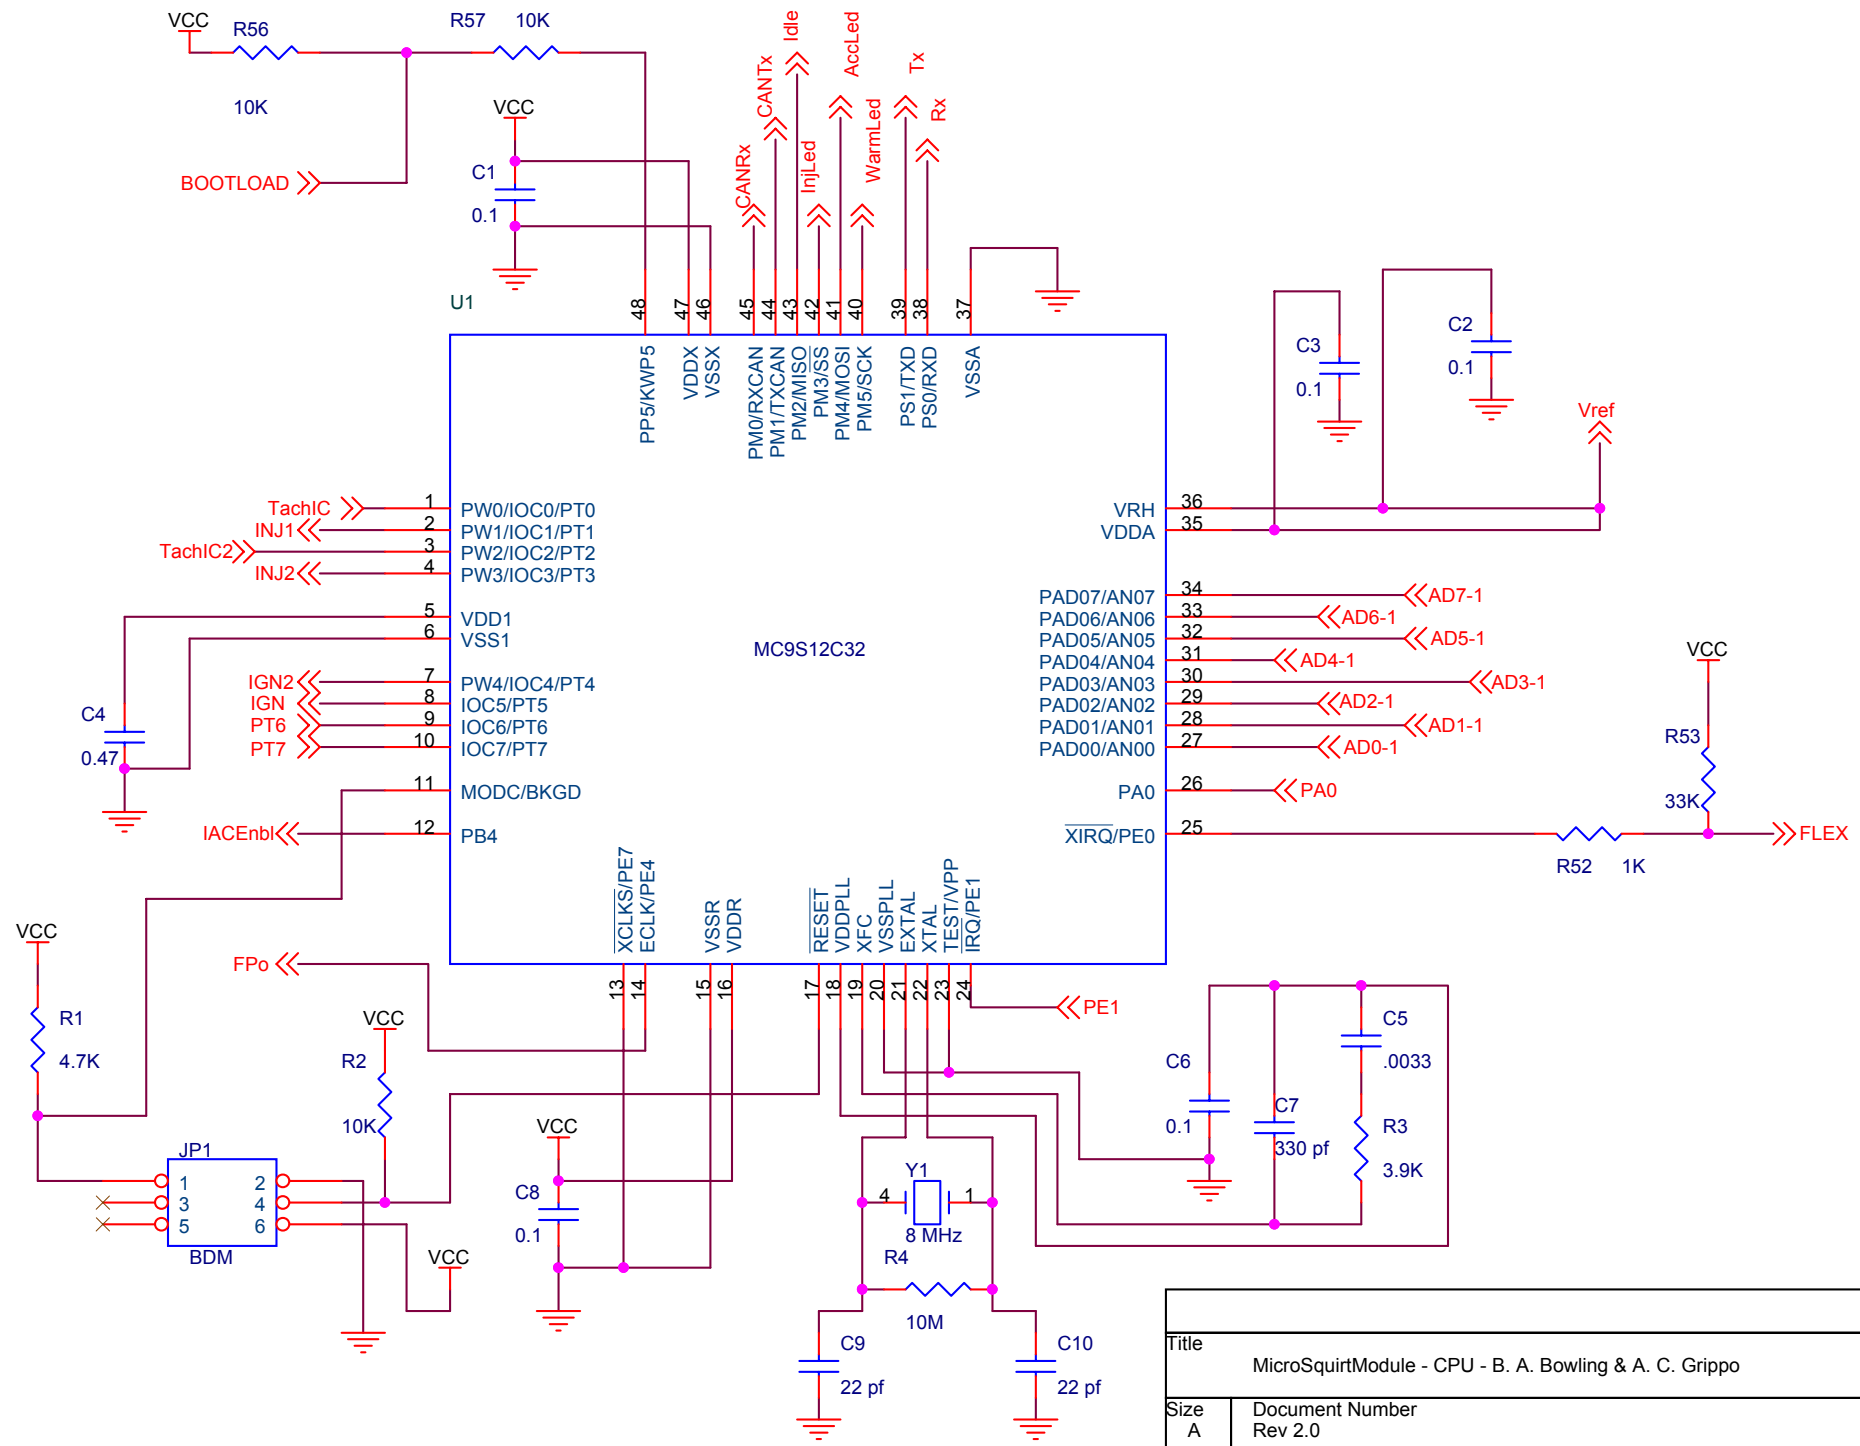 VCC
R56
10K
R57 10K
BOOTLOAD
VCC
C1
0.1
CANRx
CANTx
Idle
InjLed
AccLed
WarmLed
Tx
Rx
U1
48
47
46
45
44
43
42
41
40
39
38
37
PP5/KWP5
VDDX
VSSX
PM0/RXCAN
PM1/TXCAN
PM2/MISO
PM3/SS
PM4/MOSI
PM5/SCK
PS1/TXD
PS0/RXD
VSSA
C3
0.1
C2
0.1
Vref
TachIC 1 PW0/IOC0/PT0
INJ1 2 PW1/IOC1/PT1
TachIC2 3 PW2/IOC2/PT2
INJ2 4 PW3/IOC3/PT3
5 VDD1
6 VSS1
IGN2 7 PW4/IOC4/PT4
IGN 8 IOC5/PT5
PT6 9 IOC6/PT6
PT7 10 IOC7/PT7
11 MODC/BKGD
IACEnbl 12 PB4
C4
0.47
MC9S12C32
VRH 36
VDDA 35
PAD07/AN07 34 AD7-1
PAD06/AN06 33 AD6-1
PAD05/AN05 32 AD5-1
PAD04/AN04 31 AD4-1
PAD03/AN03 30 AD3-1
PAD02/AN02 29 AD2-1
PAD01/AN01 28 AD1-1
PAD00/AN00 27 AD0-1
PA0 26 PA0
XIRQ/PE0 25
VCC
R53
33K
R52 1K
FLEX
XCLKS/PE7
ECLK/PE4
VSSR
VDDR
RESET
VDDPLL
XFC
VSSPLL
EXTAL
XTAL
TEST/VPP
IRQ/PE1
13
14
15
16
17
18
19
20
21
22
23
24
PE1
FPo
VCC
R1
4.7K
VCC
R2
10K
JP1
1 2
3 4
5 6
BDM
VCC
VCC
C8
0.1
Y1
4 1
8 MHz
R4
10M
C9
22 pf
C10
22 pf
C6
0.1
C7
330 pf
C5
.0033
R3
3.9K
Title
MicroSquirtModule - CPU - B. A. Bowling & A. C. Grippo
Size
A
Document Number
Rev 2.0